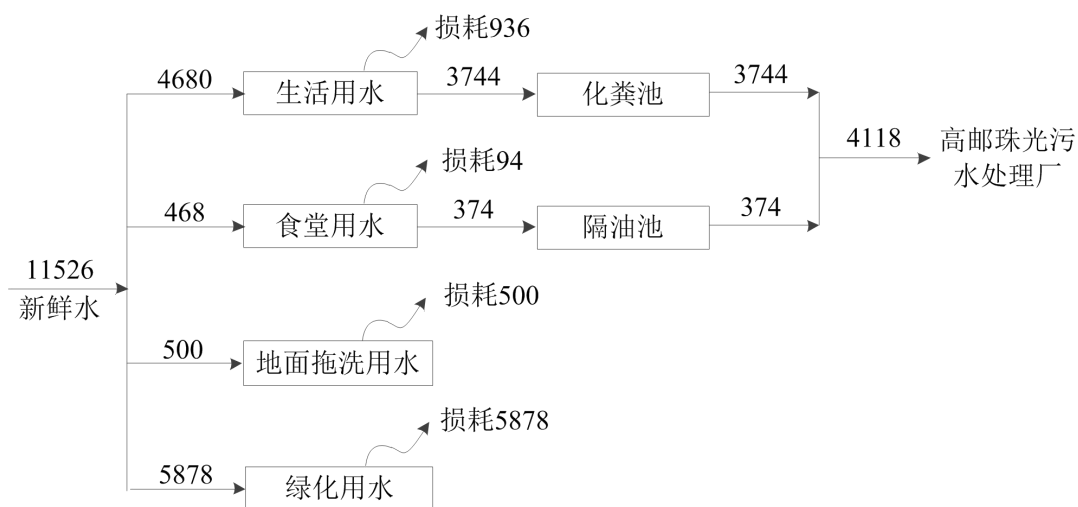 损耗936
4680
生活用水
3744
化粪池
3744
4118
高邮珠光污
水处理厂
损耗94
468
食堂用水
374
隔油池
374
11526
新鲜水
损耗500
500
地面拖洗用水
损耗5878
5878
绿化用水